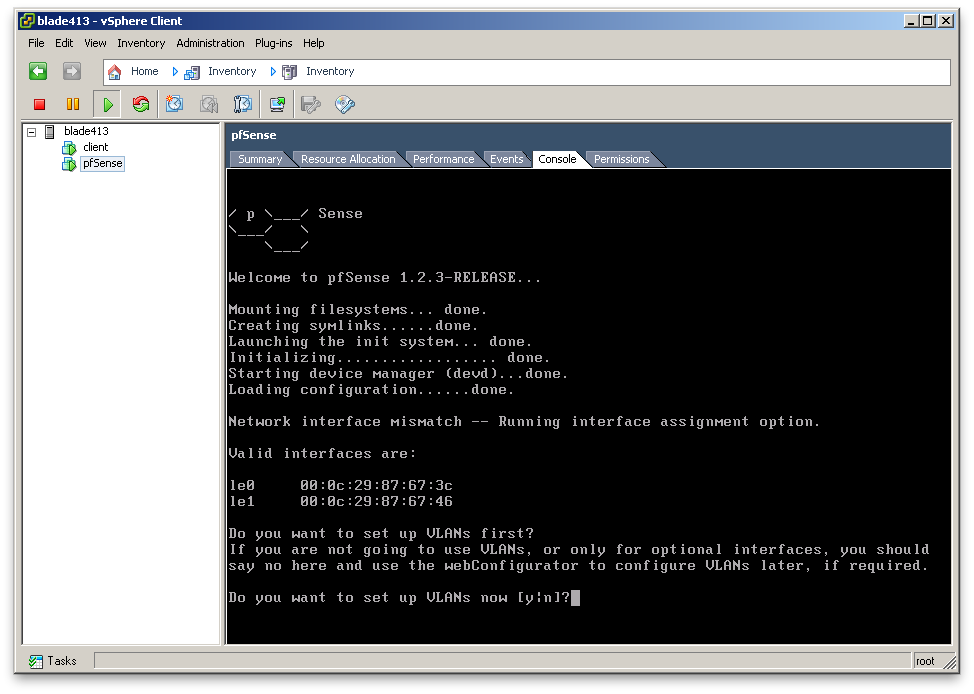 blade413 - vSphere Client
File Edit View Inventory Administration Plug-ins Help
Home Inventory Inventory
blade413
client
pfSense
pfSense
Summary Resource Allocation Performance Events Console Permissions
/ p \___/ Sense
\___/ \
\___/
Welcome to pfSense 1.2.3-RELEASE...
Mounting filesystems... done.
Creating symlinks......done.
Launching the init system... done.
Initializing.................. done.
Starting device manager (devd)...done.
Loading configuration......done.
Network interface mismatch -- Running interface assignment option.
Valid interfaces are:
le0 00:0c:29:87:67:3c
le1 00:0c:29:87:67:46
Do you want to set up VLANs first?
If you are not going to use VLANs, or only for optional interfaces, you should
say no here and use the webConfigurator to configure VLANs later, if required.
Do you want to set up VLANs now [y|n]?
Tasks
root